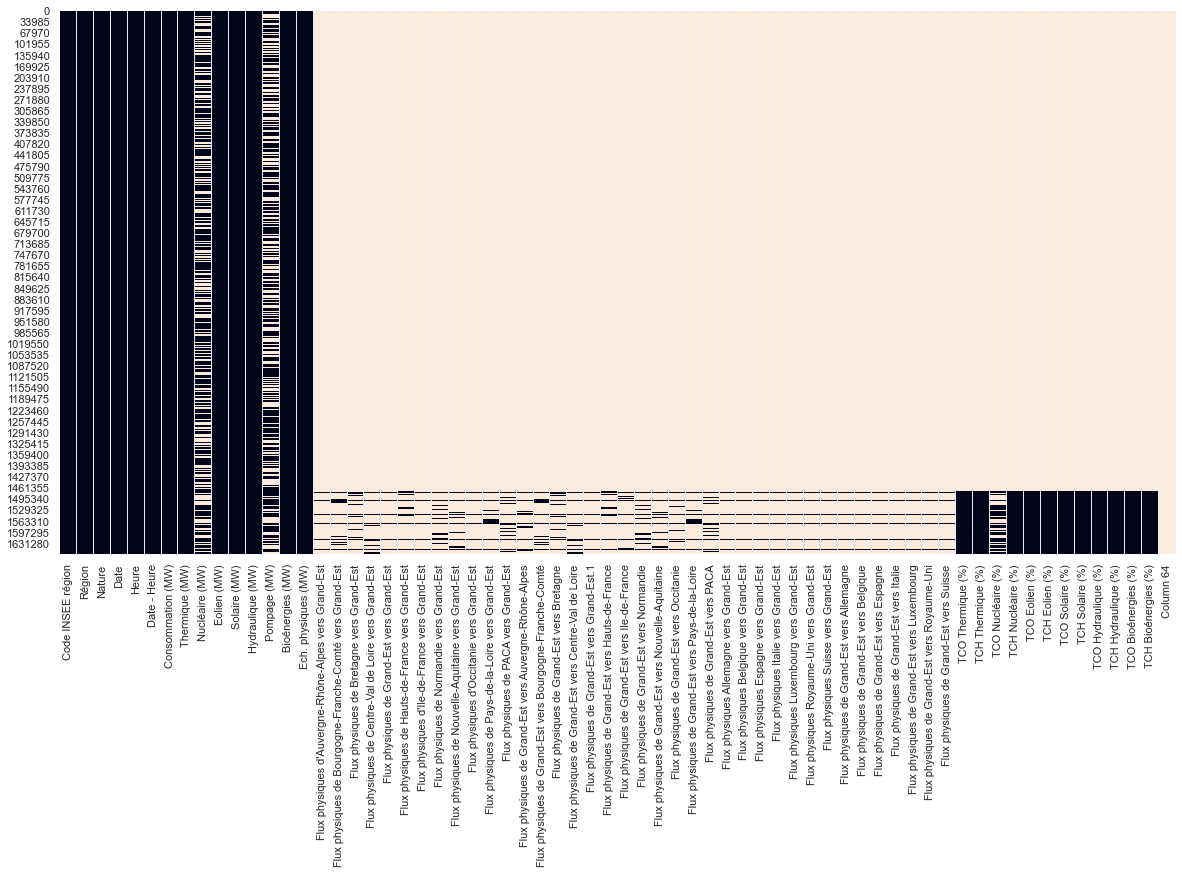 0
33985
67970
101955
135940
169925
203910
237895
271880
305865
339850
373835
407820
441805
475790
509775
543760
577745
611730
645715
679700
713685
747670
781655
815640
849625
883610
917595
951580
985565
1019550
1053535
1087520
1121505
1155490
1189475
1223460
1257445
1291430
1325415
1359400
1393385
1427370
1461355
1495340
1529325
1563310
1597295
1631280
Code INSEE région
Région
Nature
Date
Heure
Date - Heure
Consommation (MW)
Thermique (MW)
Nucléaire (MW)
Eolien (MW)
Solaire (MW)
Hydraulique (MW)
Pompage (MW)
Bioénergies (MW)
Ech. physiques (MW)
Flux physiques d'Auvergne-Rhône-Alpes vers Grand-Est
Flux physiques de Bourgogne-Franche-Comté vers Grand-Est
Flux physiques de Bretagne vers Grand-Est
Flux physiques de Centre-Val de Loire vers Grand-Est
Flux physiques de Grand-Est vers Grand-Est
Flux physiques de Hauts-de-France vers Grand-Est
Flux physiques d'Ile-de-France vers Grand-Est
Flux physiques de Normandie vers Grand-Est
Flux physiques de Nouvelle-Aquitaine vers Grand-Est
Flux physiques d'Occitanie vers Grand-Est
Flux physiques de Pays-de-la-Loire vers Grand-Est
Flux physiques de PACA vers Grand-Est
Flux physiques de Grand-Est vers Auvergne-Rhône-Alpes
Flux physiques de Grand-Est vers Bourgogne-Franche-Comté
Flux physiques de Grand-Est vers Bretagne
Flux physiques de Grand-Est vers Centre-Val de Loire
Flux physiques de Grand-Est vers Grand-Est.1
Flux physiques de Grand-Est vers Hauts-de-France
Flux physiques de Grand-Est vers Ile-de-France
Flux physiques de Grand-Est vers Normandie
Flux physiques de Grand-Est vers Nouvelle-Aquitaine
Flux physiques de Grand-Est vers Occitanie
Flux physiques de Grand-Est vers Pays-de-la-Loire
Flux physiques de Grand-Est vers PACA
Flux physiques Allemagne vers Grand-Est
Flux physiques Belgique vers Grand-Est
Flux physiques Espagne vers Grand-Est
Flux physiques Italie vers Grand-Est
Flux physiques Luxembourg vers Grand-Est
Flux physiques Royaume-Uni vers Grand-Est
Flux physiques Suisse vers Grand-Est
Flux physiques de Grand-Est vers Allemagne
Flux physiques de Grand-Est vers Belgique
Flux physiques de Grand-Est vers Espagne
Flux physiques de Grand-Est vers Italie
Flux physiques de Grand-Est vers Luxembourg
Flux physiques de Grand-Est vers Royaume-Uni
Flux physiques de Grand-Est vers Suisse
TCO Thermique (%)
TCH Thermique (%)
TCO Nucléaire (%)
TCH Nucléaire (%)
TCO Eolien (%)
TCH Eolien (%)
TCO Solaire (%)
TCH Solaire (%)
TCO Hydraulique (%)
TCH Hydraulique (%)
TCO Bioénergies (%)
TCH Bioénergies (%)
Column 64